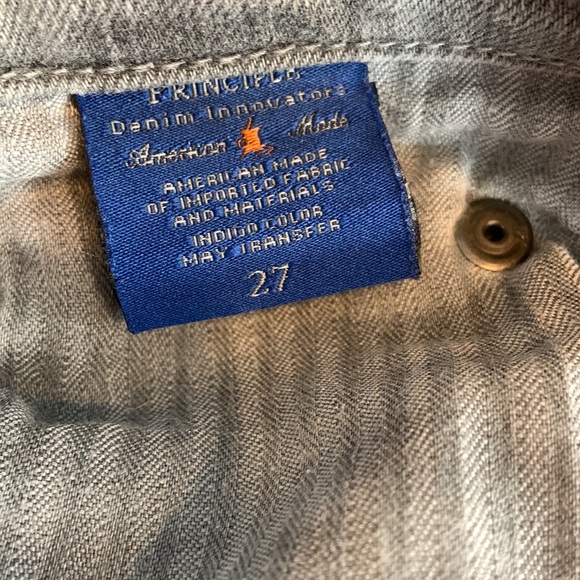 PRINCIPLE
Denim Innovators
American Made
AMERICAN MADE
OF IMPORTED FABRIC
AND MATERIALS
INDIGO COLOR
MAY TRANSFER
27